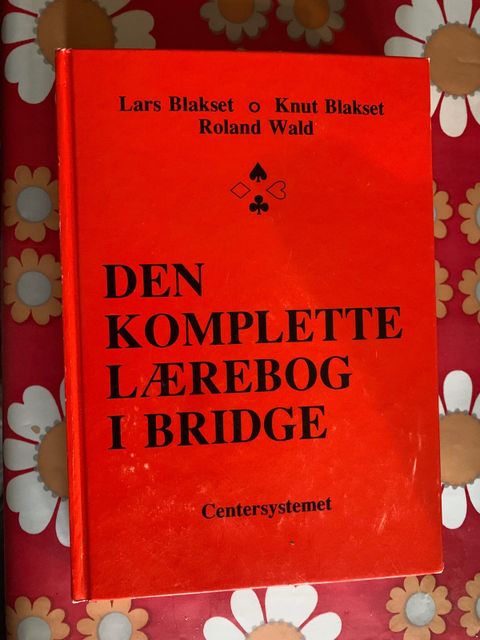 Lars Blakset o Knut Blakset
Roland Wald
DEN
KOMPLETTE
LÆREBOG
I BRIDGE
Centersystemet